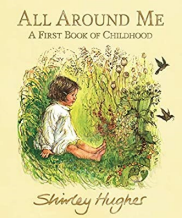 ALL AROUND ME
A FIRST BOOK OF CHILDHOOD
Shirley Hughes